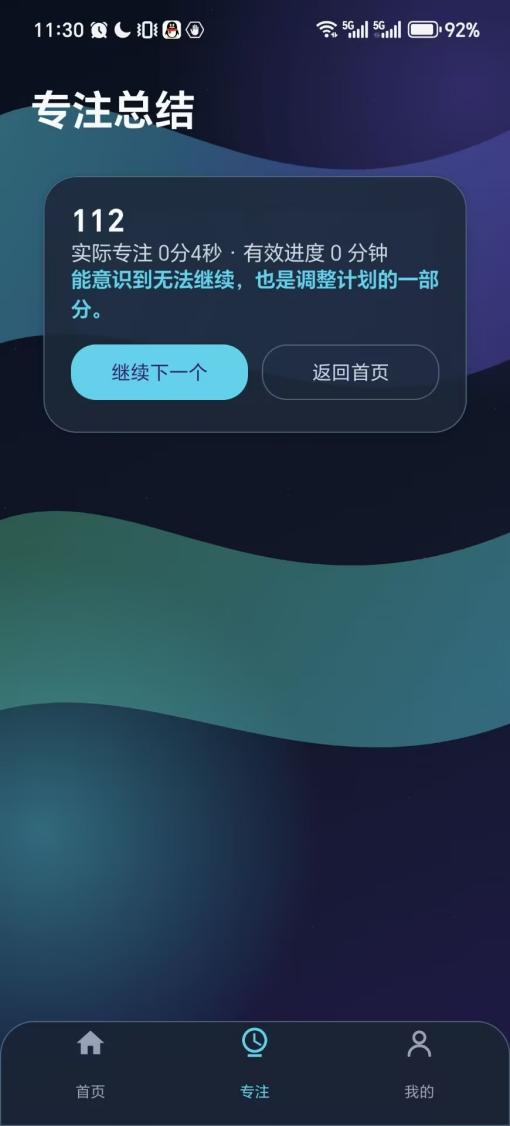 11:30 5G 5G 92%
专注总结
112
实际专注 0分4秒 · 有效进度 0 分钟
能意识到无法继续，也是调整计划的一部
分。
继续下一个 返回首页
首页 专注 我的